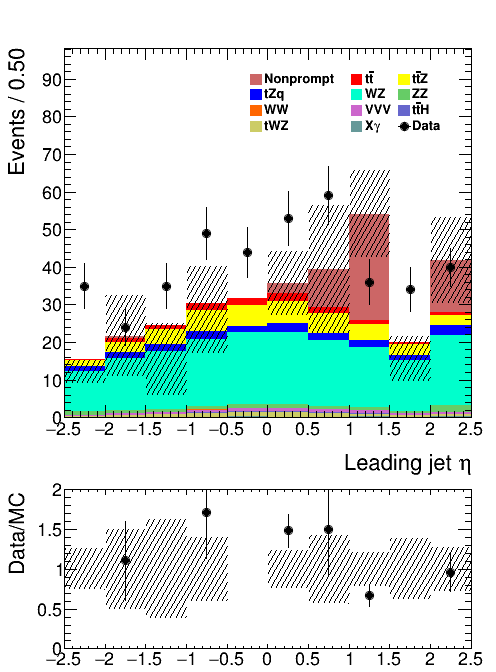 Events / 0.50
90
80
70
60
50
40
30
20
10
0
Nonprompt tt̄ tt̄Z
tZq WZ ZZ
WW VVV tt̄H
tWZ Xγ Data
−2.5 −2 −1.5 −1 −0.5 0 0.5 1 1.5 2 2.5
Leading jet η
Data/MC
2
1.5
1
0.5
0
−2.5 −2 −1.5 −1 −0.5 0 0.5 1 1.5 2 2.5